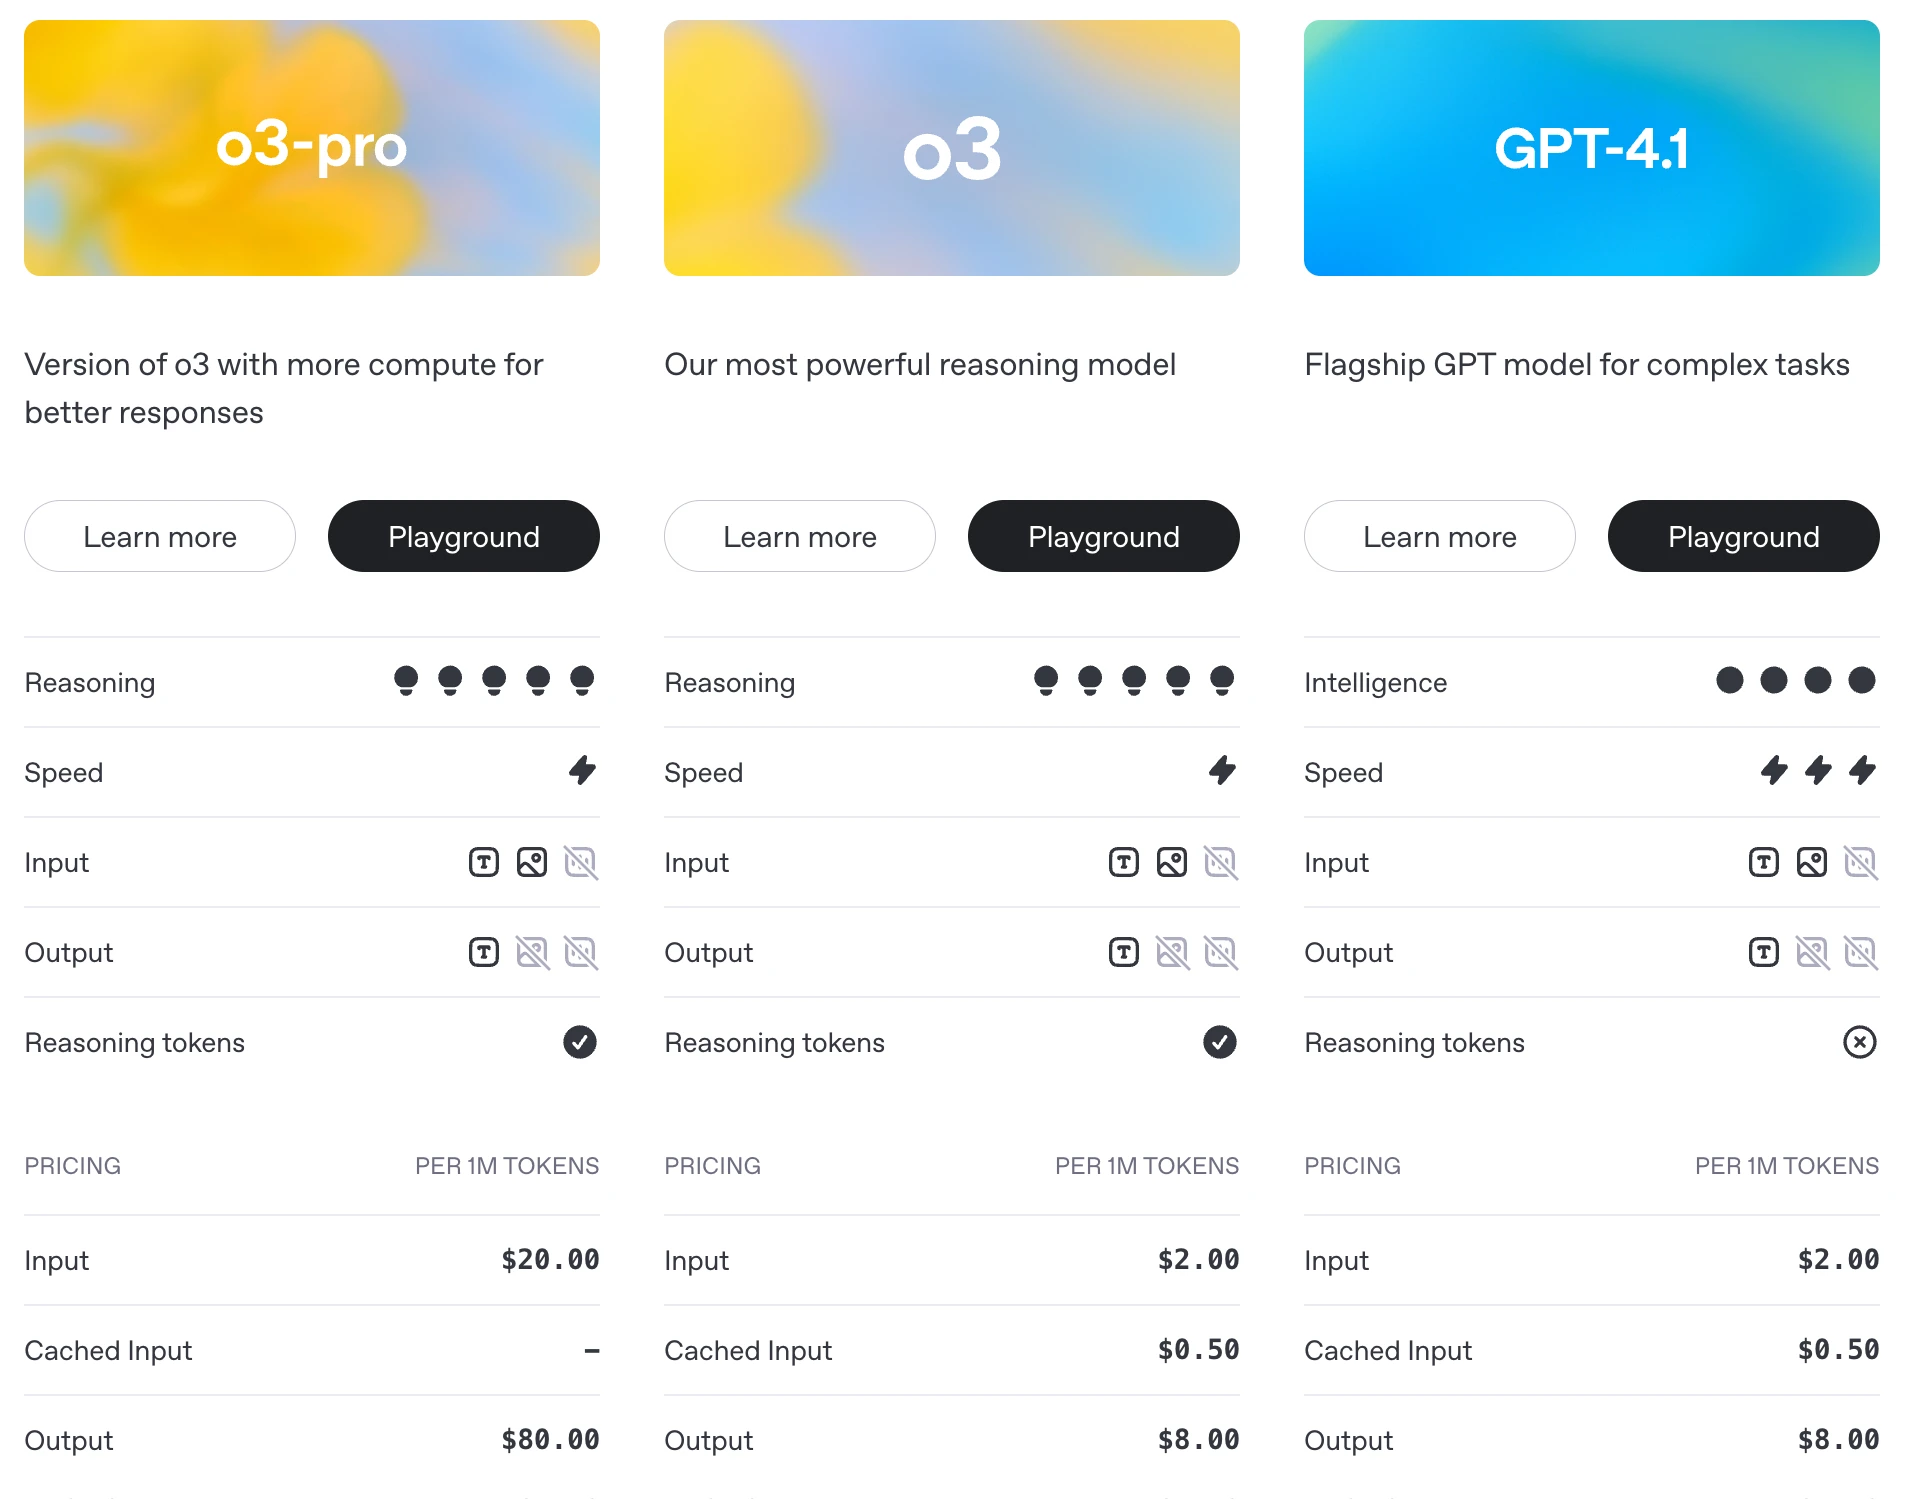 o3-pro
o3
GPT-4.1
Version of o3 with more compute for
better responses
Our most powerful reasoning model
Flagship GPT model for complex tasks
Learn more Playground
Learn more Playground
Learn more Playground
Reasoning
Reasoning
Intelligence
Speed
Speed
Speed
Input
Input
Input
Output
Output
Output
Reasoning tokens
Reasoning tokens
Reasoning tokens
PRICING PER 1M TOKENS
PRICING PER 1M TOKENS
PRICING PER 1M TOKENS
Input $20.00
Input $2.00
Input $2.00
Cached Input –
Cached Input $0.50
Cached Input $0.50
Output $80.00
Output $8.00
Output $8.00